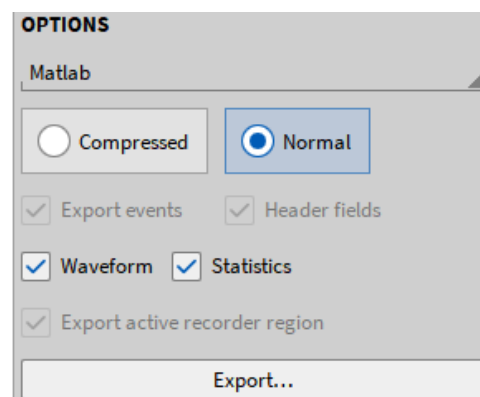 OPTIONS
Matlab
Compressed Normal
Export events Header fields
Waveform Statistics
Export active recorder region
Export...